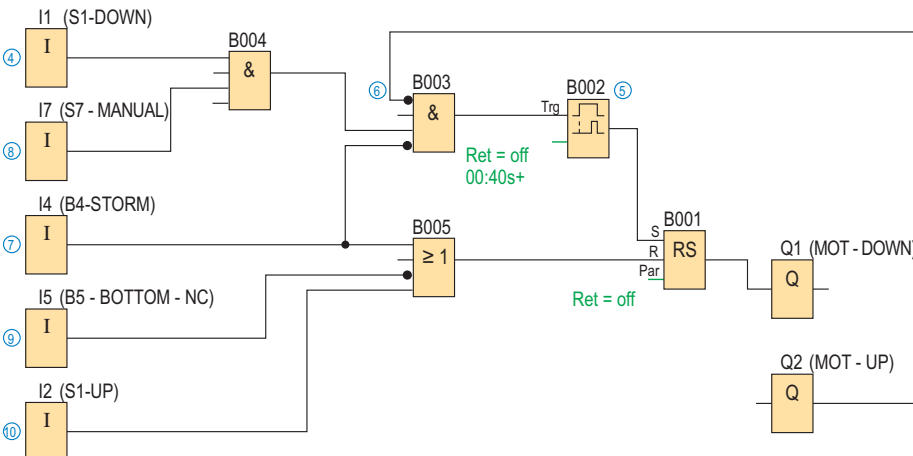 I1 (S1-DOWN)
I
④
B004
&
I7 (S7 - MANUAL)
I
⑧
⑥
B003
&
B002
⑤
Trg
Ret = off
00:40s+
I4 (B4-STORM)
I
⑦
B005
≥ 1
B001
S
R
Par
RS
Ret = off
Q1 (MOT - DOWN)
Q
I5 (B5 - BOTTOM - NC)
I
⑨
Q2 (MOT - UP)
Q
I2 (S1-UP)
I
⑩